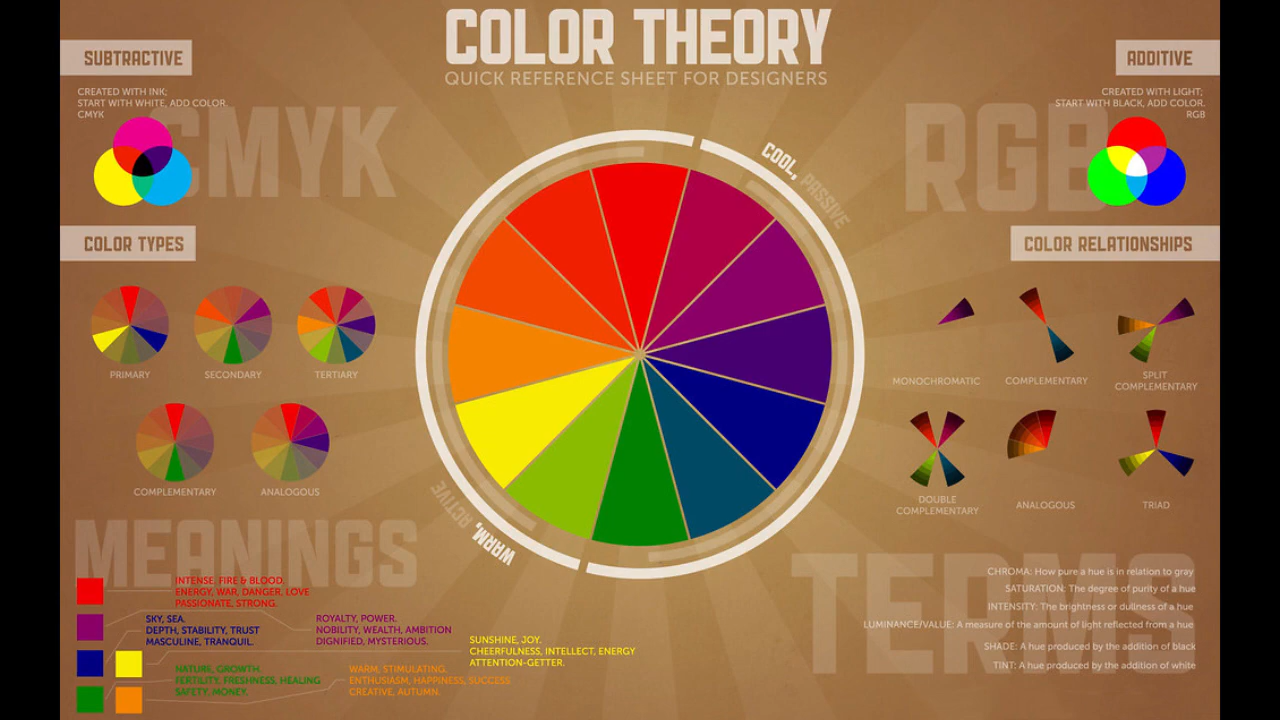 COLOR THEORY
QUICK REFERENCE SHEET FOR DESIGNERS
SUBTRACTIVE
CREATED WITH INK;
START WITH WHITE, ADD COLOR.
CMYK
CMYK
ADDITIVE
CREATED WITH LIGHT;
START WITH BLACK, ADD COLOR.
RGB
RGB
COOL, PASSIVE
WARM, ACTIVE
COLOR TYPES
PRIMARY
SECONDARY
TERTIARY
COMPLEMENTARY
ANALOGOUS
COLOR RELATIONSHIPS
MONOCHROMATIC
COMPLEMENTARY
SPLIT
COMPLEMENTARY
DOUBLE
COMPLEMENTARY
ANALOGOUS
TRIAD
MEANINGS
INTENSE. FIRE & BLOOD.
ENERGY, WAR, DANGER, LOVE
PASSIONATE, STRONG.
SKY, SEA.
DEPTH, STABILITY, TRUST
MASCULINE, TRANQUIL.
ROYALTY, POWER.
NOBILITY, WEALTH, AMBITION
DIGNIFIED, MYSTERIOUS.
SUNSHINE, JOY.
CHEERFULNESS, INTELLECT, ENERGY
ATTENTION-GETTER.
NATURE, GROWTH.
FERTILITY, FRESHNESS, HEALING
SAFETY, MONEY.
WARM, STIMULATING.
ENTHUSIASM, HAPPINESS, SUCCESS
CREATIVE, AUTUMN.
TERMS
CHROMA: How pure a hue is in relation to gray
SATURATION: The degree of purity of a hue
INTENSITY: The brightness or dullness of a hue
LUMINANCE/VALUE: A measure of the amount of light reflected from a hue
SHADE: A hue produced by the addition of black
TINT: A hue produced by the addition of white